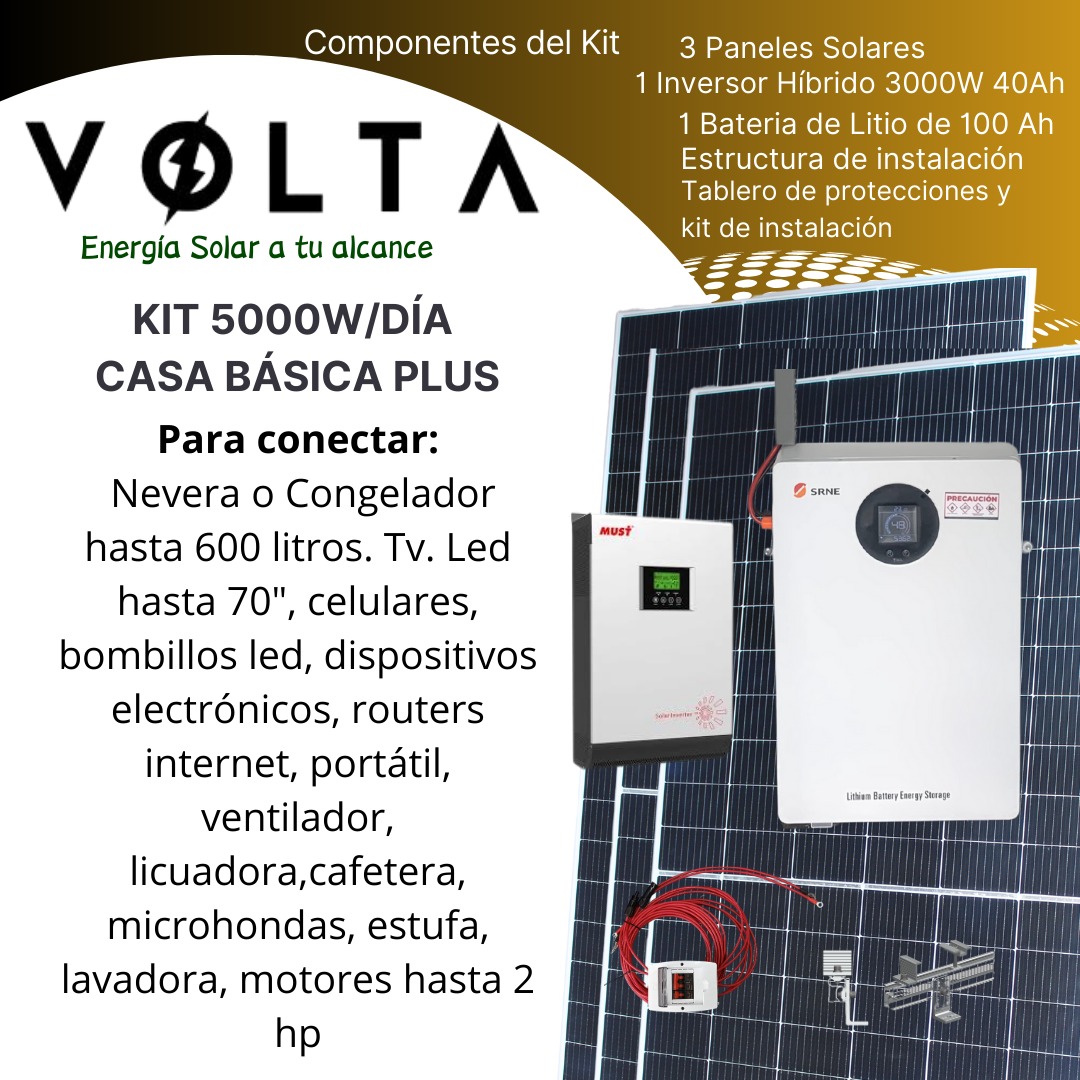 Componentes del Kit
3 Paneles Solares
1 Inversor Híbrido 3000W 40Ah
1 Bateria de Litio de 100 Ah
Estructura de instalación
Tablero de protecciones y
kit de instalación
VOLTA
Energía Solar a tu alcance
KIT 5000W/DÍA
CASA BÁSICA PLUS
Para conectar:
Nevera o Congelador
hasta 600 litros. Tv. Led
hasta 70", celulares,
bombillos led, dispositivos
electrónicos, routers
internet, portátil,
ventilador,
licuadora,cafetera,
microhondas, estufa,
lavadora, motores hasta 2
hp
SRNE
PRECAUCIÓN
MUST
Solar Inverter
Lithium Battery Energy Storage